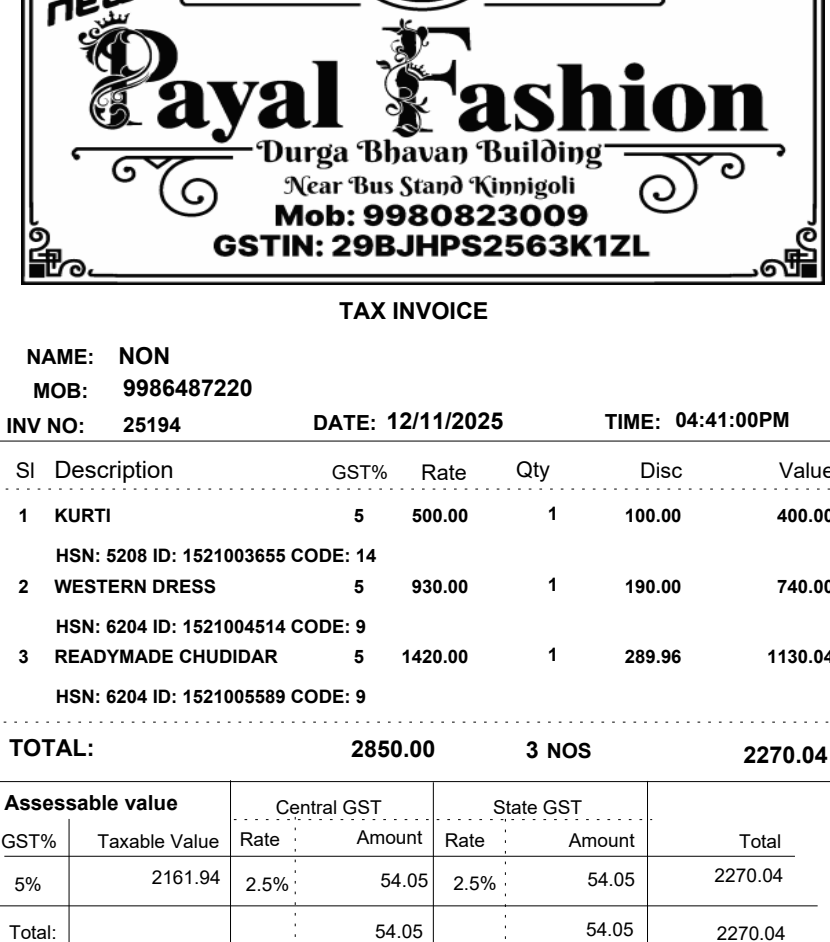 new
Payal Fashion
Durga Bhavan Building
Near Bus Stand Kinnigoli
Mob: 9980823009
GSTIN: 29BJHPS2563K1ZL
TAX INVOICE
NAME: NON
MOB: 9986487220
INV NO: 25194 DATE: 12/11/2025 TIME: 04:41:00PM
Sl Description GST% Rate Qty Disc Value
1 KURTI 5 500.00 1 100.00 400.00
HSN: 5208 ID: 1521003655 CODE: 14
2 WESTERN DRESS 5 930.00 1 190.00 740.00
HSN: 6204 ID: 1521004514 CODE: 9
3 READYMADE CHUDIDAR 5 1420.00 1 289.96 1130.04
HSN: 6204 ID: 1521005589 CODE: 9
TOTAL: 2850.00 3 NOS 2270.04
Assessable value Central GST State GST
GST% Taxable Value Rate Amount Rate Amount Total
5% 2161.94 2.5% 54.05 2.5% 54.05 2270.04
Total: 54.05 54.05 2270.04